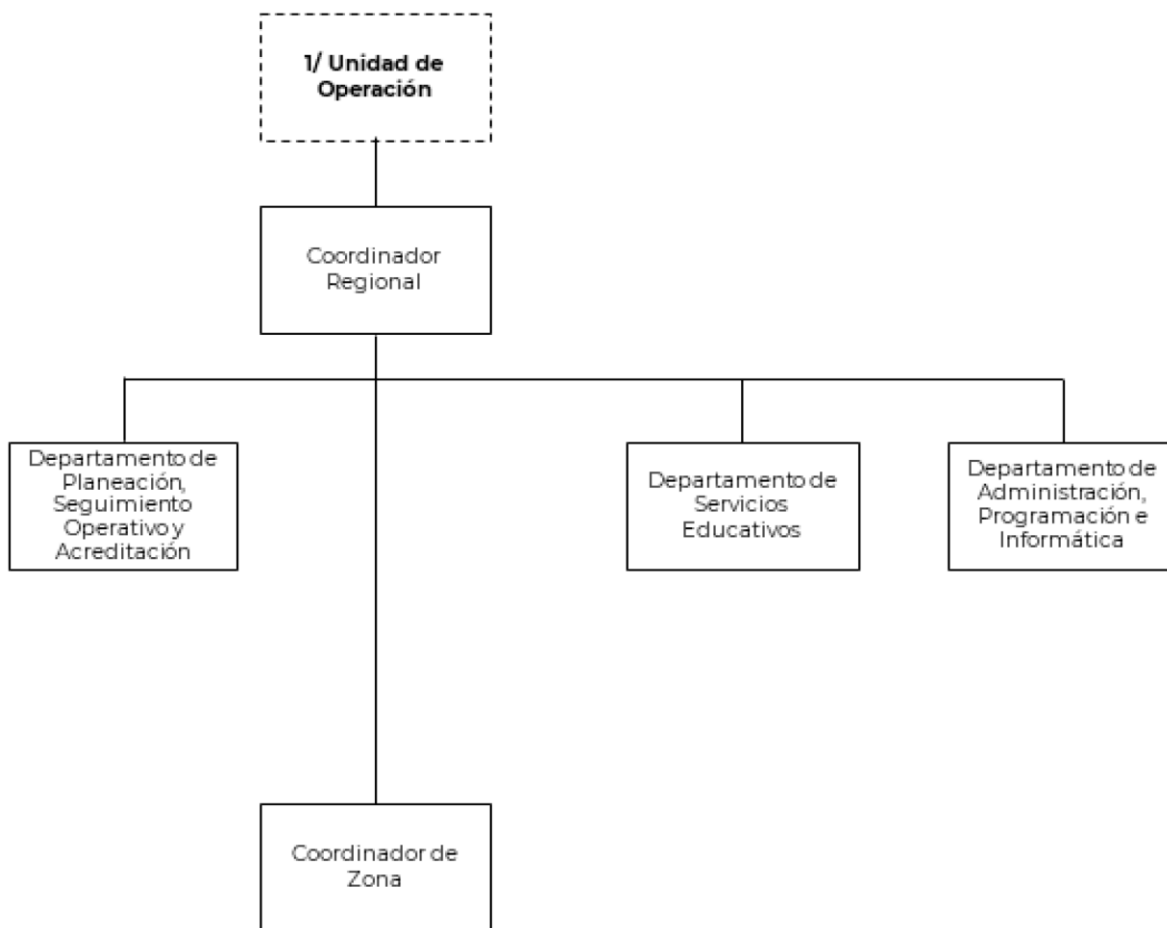 1/ Unidad de
Operación
Coordinador
Regional
Departamento de
Planeación,
Seguimiento
Operativo y
Acreditación
Departamento de
Servicios
Educativos
Departamento de
Administración,
Programación e
Informática
Coordinador de
Zona